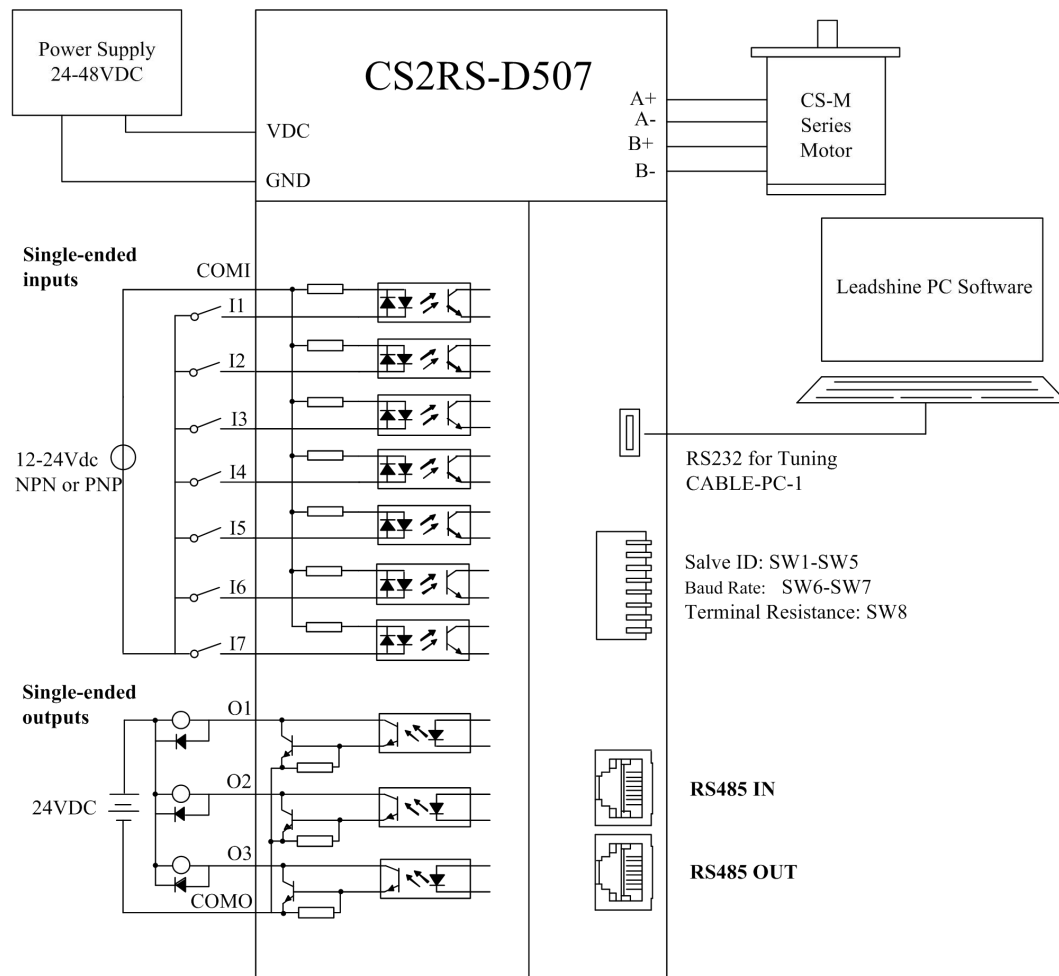 Power Supply
24-48VDC
CS2RS-D507
VDC
GND
A+
A-
B+
B-
CS-M
Series
Motor
Single-ended
inputs
COMI
I1
I2
I3
I4
I5
I6
I7
12-24Vdc
NPN or PNP
Leadshine PC Software
RS232 for Tuning
CABLE-PC-1
Salve ID: SW1-SW5
Baud Rate: SW6-SW7
Terminal Resistance: SW8
Single-ended
outputs
O1
O2
O3
COMO
24VDC
RS485 IN
RS485 OUT